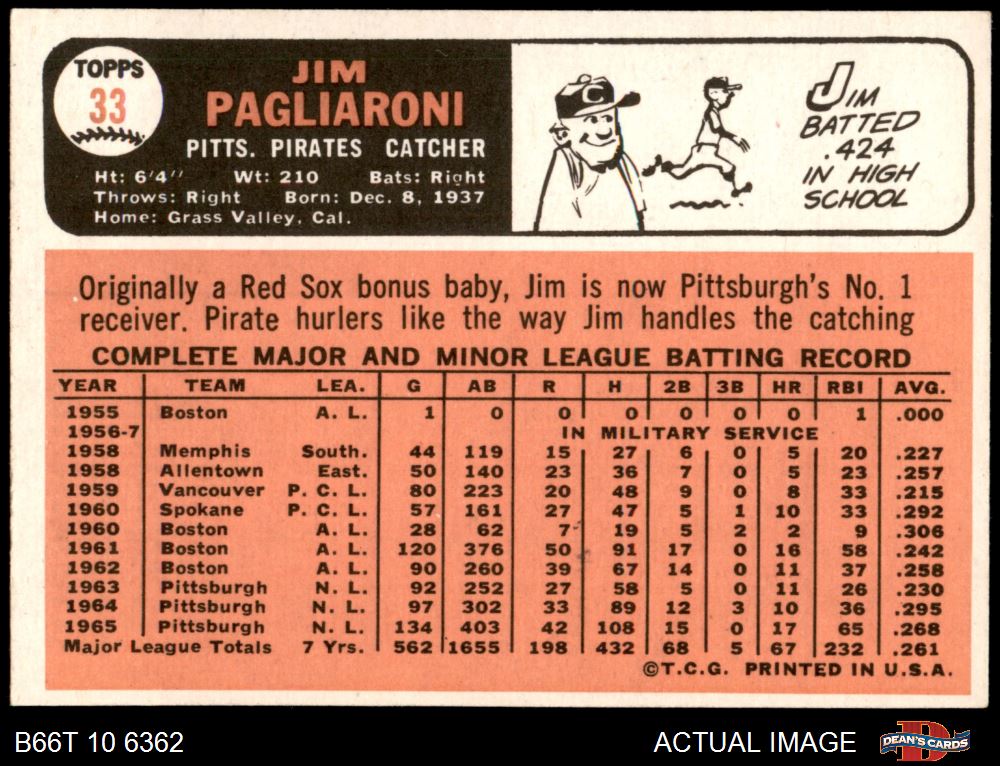 TOPPS
33
JIM
PAGLIARONI
PITTS. PIRATES CATCHER
Ht: 6'4" Wt: 210 Bats: Right
Throws: Right Born: Dec. 8, 1937
Home: Grass Valley, Cal.
C
JIM
BATTED
.424
IN HIGH
SCHOOL
Originally a Red Sox bonus baby, Jim is now Pittsburgh's No. 1
receiver. Pirate hurlers like the way Jim handles the catching
COMPLETE MAJOR AND MINOR LEAGUE BATTING RECORD
YEAR TEAM LEA. G AB R H 2B 3B HR RBI AVG.
1955 Boston A. L. 1 0 0 0 0 0 0 1 .000
1956-7 IN MILITARY SERVICE
1958 Memphis South. 44 119 15 27 6 0 5 20 .227
1958 Allentown East. 50 140 23 36 7 0 5 23 .257
1959 Vancouver P. C. L. 80 223 20 48 9 0 8 33 .215
1960 Spokane P. C. L. 57 161 27 47 5 1 10 33 .292
1960 Boston A. L. 28 62 7 19 5 2 2 9 .306
1961 Boston A. L. 120 376 50 91 17 0 16 58 .242
1962 Boston A. L. 90 260 39 67 14 0 11 37 .258
1963 Pittsburgh N. L. 92 252 27 58 5 0 11 26 .230
1964 Pittsburgh N. L. 97 302 33 89 12 3 10 36 .295
1965 Pittsburgh N. L. 134 403 42 108 15 0 17 65 .268
Major League Totals 7 Yrs. 562 1655 198 432 68 5 67 232 .261
©T.C.G. PRINTED IN U.S.A.
B66T 10 6362
ACTUAL IMAGE
D
DEAN'S CARDS